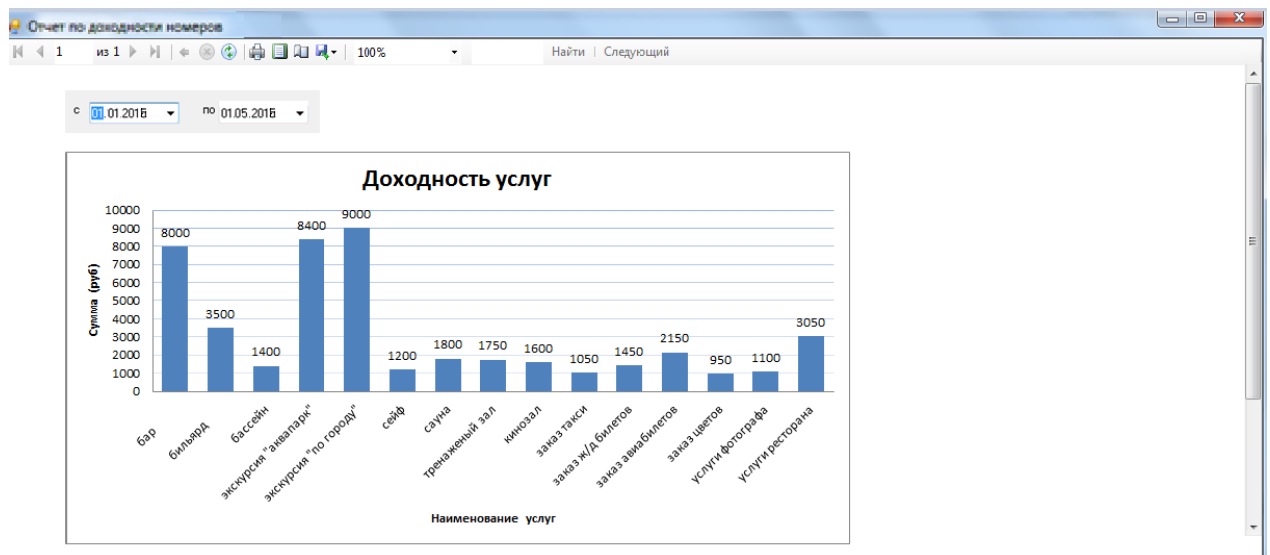 Отчет по доходности номеров
1 из 1 100% Найти | Следующий
с 01.01.2015 по 01.05.2015
Доходность услуг
Сумма (руб)
10000
9000
8000
7000
6000
5000
4000
3000
2000
1000
0
8000 3500 1400 8400 9000 1200 1800 1750 1600 1050 1450 2150 950 1100 3050
бар
бильярд
бассейн
экскурсия "аквапарк"
экскурсия "по городу"
сейф
сауна
тренаженый зал
кинозал
заказ такси
заказ ж/д билетов
заказ авиабилетов
заказ цветов
услуги фотографа
услуги ресторана
Наименование услуг